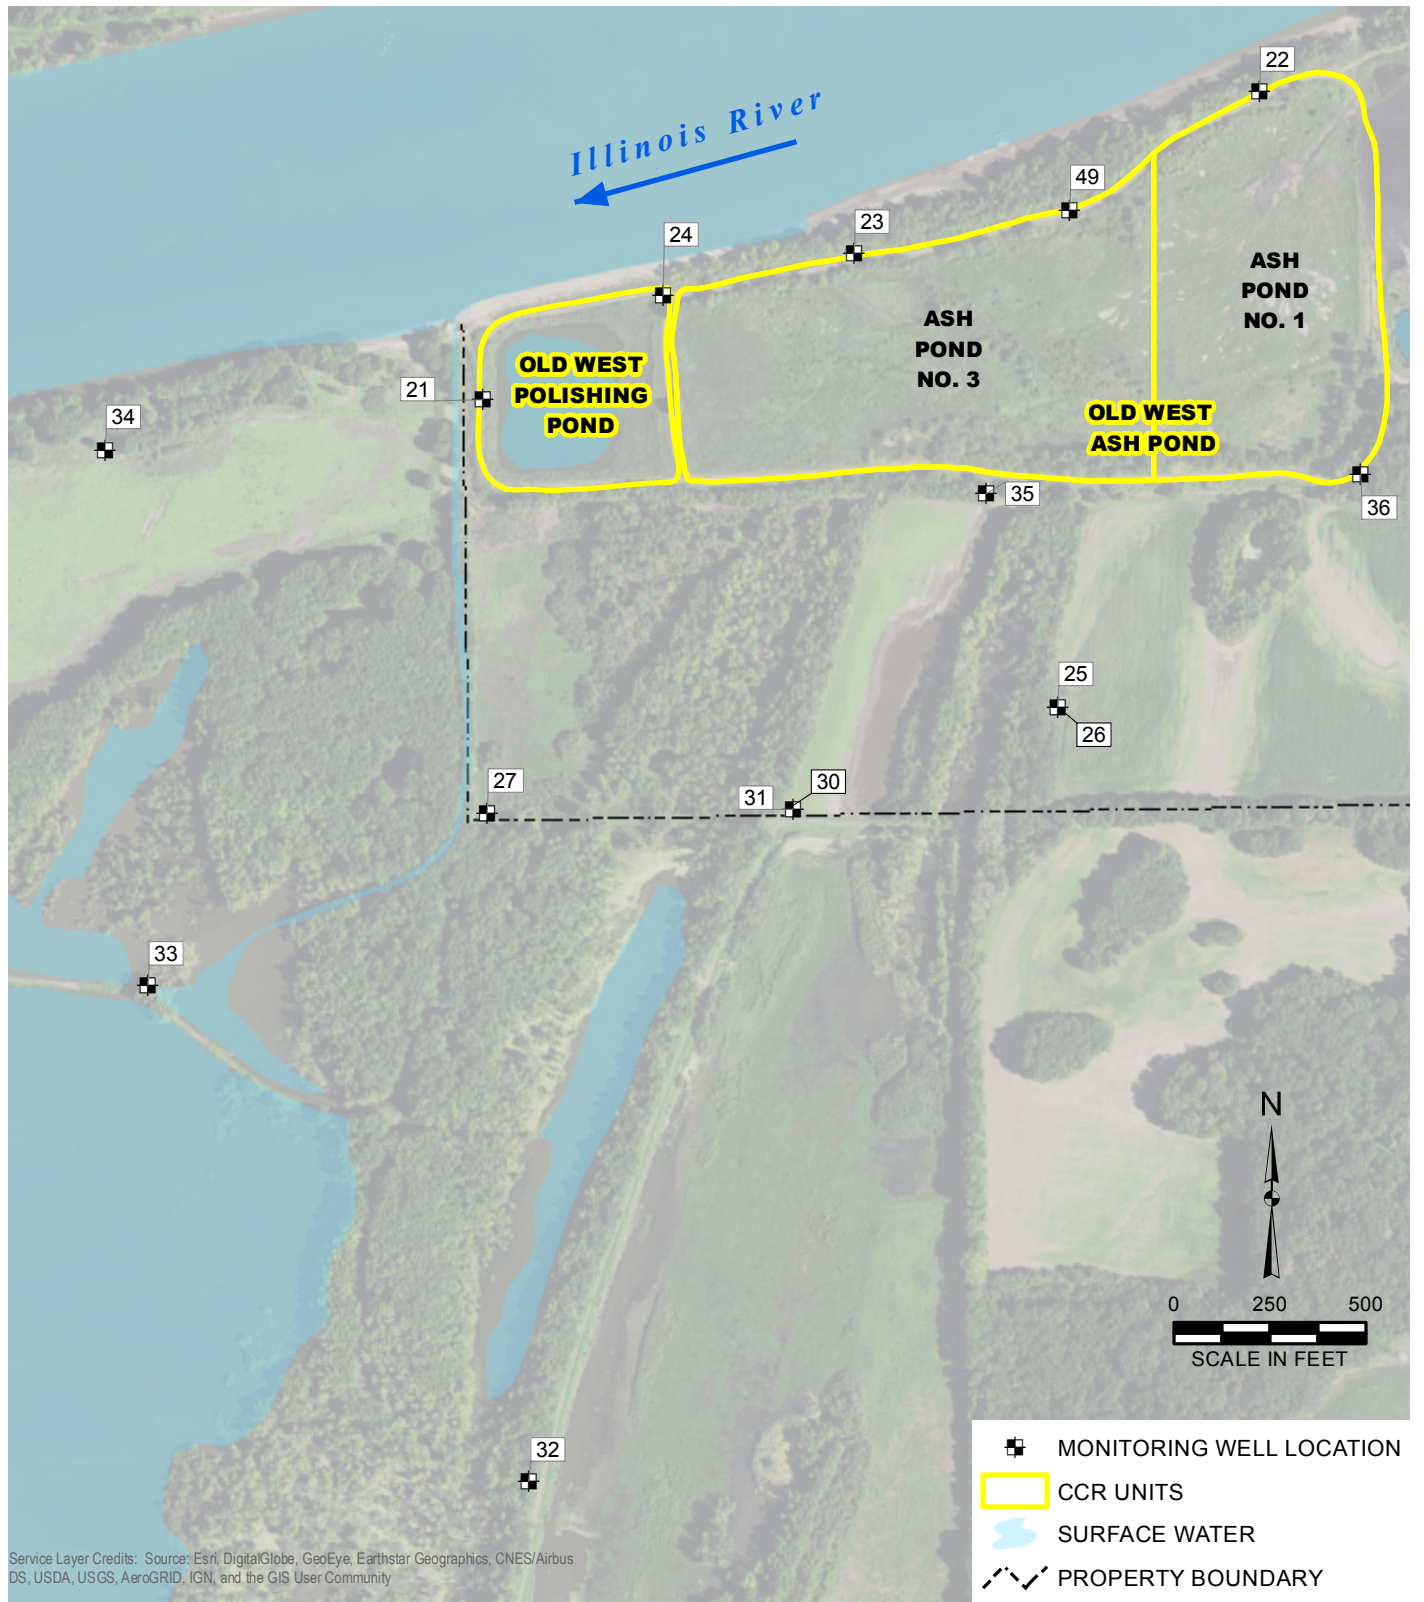 22
Illinois River
49
23
24
ASH
POND
NO. 1
ASH
POND
NO. 3
OLD WEST
POLISHING
POND
21
OLD WEST
ASH POND
34
35
36
25
26
27
31
30
33
N
0 250 500
SCALE IN FEET
32
MONITORING WELL LOCATION
CCR UNITS
SURFACE WATER
PROPERTY BOUNDARY
Service Layer Credits: Source: Esri, DigitalGlobe, GeoEye, Earthstar Geographics, CNES/Airbus
DS, USDA, USGS, AeroGRID, IGN, and the GIS User Community